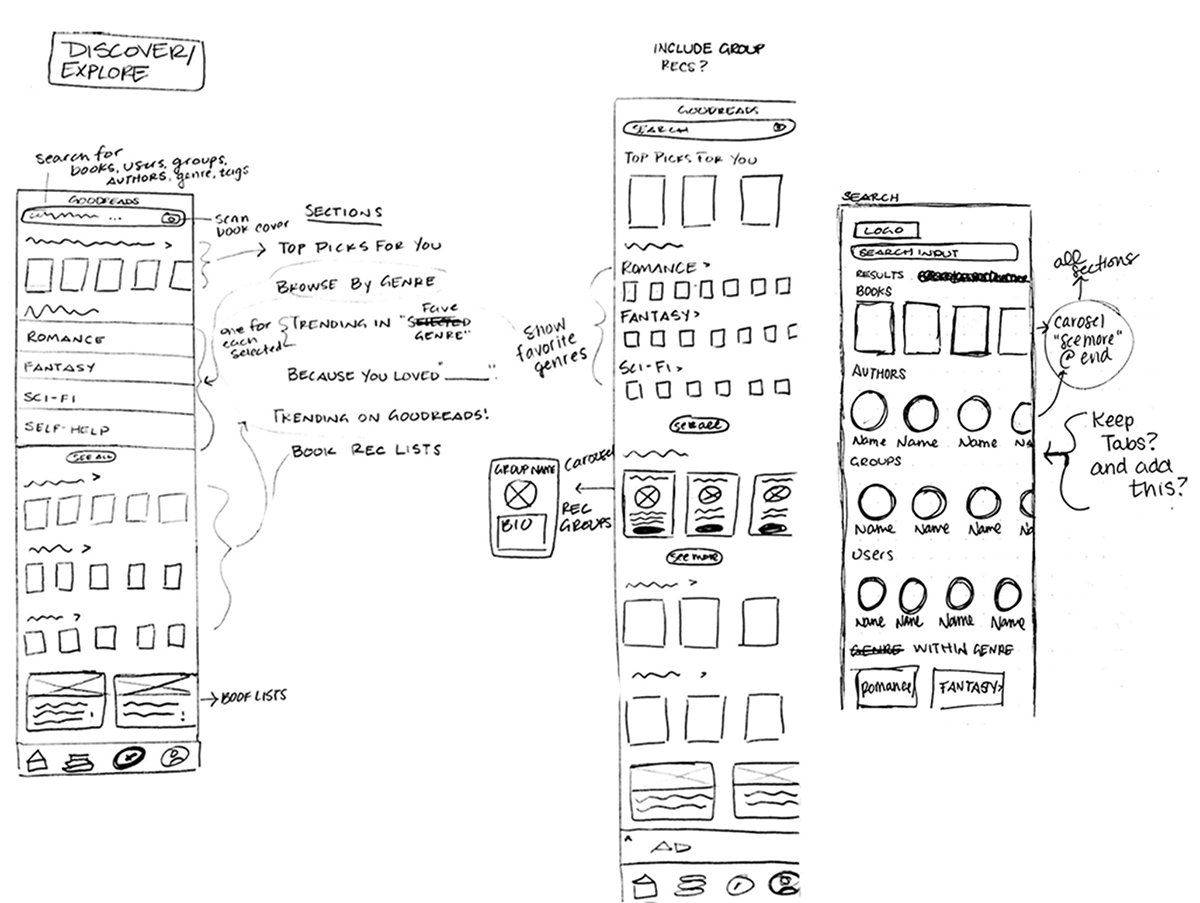 DISCOVER/
EXPLORE
search for
books, users, groups,
AUTHORS, genre, tags
GOODREADS
scan
book cover
ROMANCE
FANTASY
SCI-FI
SELF-HELP
SEE ALL
BOOK LISTS
SECTIONS
TOP PICKS FOR YOU
BROWSE BY GENRE
one for
each
selected
Fave
TRENDING IN "SELECTED
GENRE"
BECAUSE YOU LOVED "_____".
TRENDING ON GOODREADS!
BOOK REC LISTS
INCLUDE GROUP
RECS?
GOODREADS
SEARCH
TOP PICKS FOR YOU
ROMANCE >
FANTASY >
SCI-FI >
show
favorite
genres
see all
GROUP NAME
BIO
CAROSEL
REC
GROUPS
see more
AD
SEARCH
LOGO
SEARCH INPUT
RESULTS
BOOKS
AUTHORS
Name Name Name Na
GROUPS
Name Name Name Na
Users
Name Name Name Name
GENRE WITHIN GENRE
Romance
FANTASY>
all
sections
carosel
"see more"
@ end
Keep
Tabs?
and add
this?